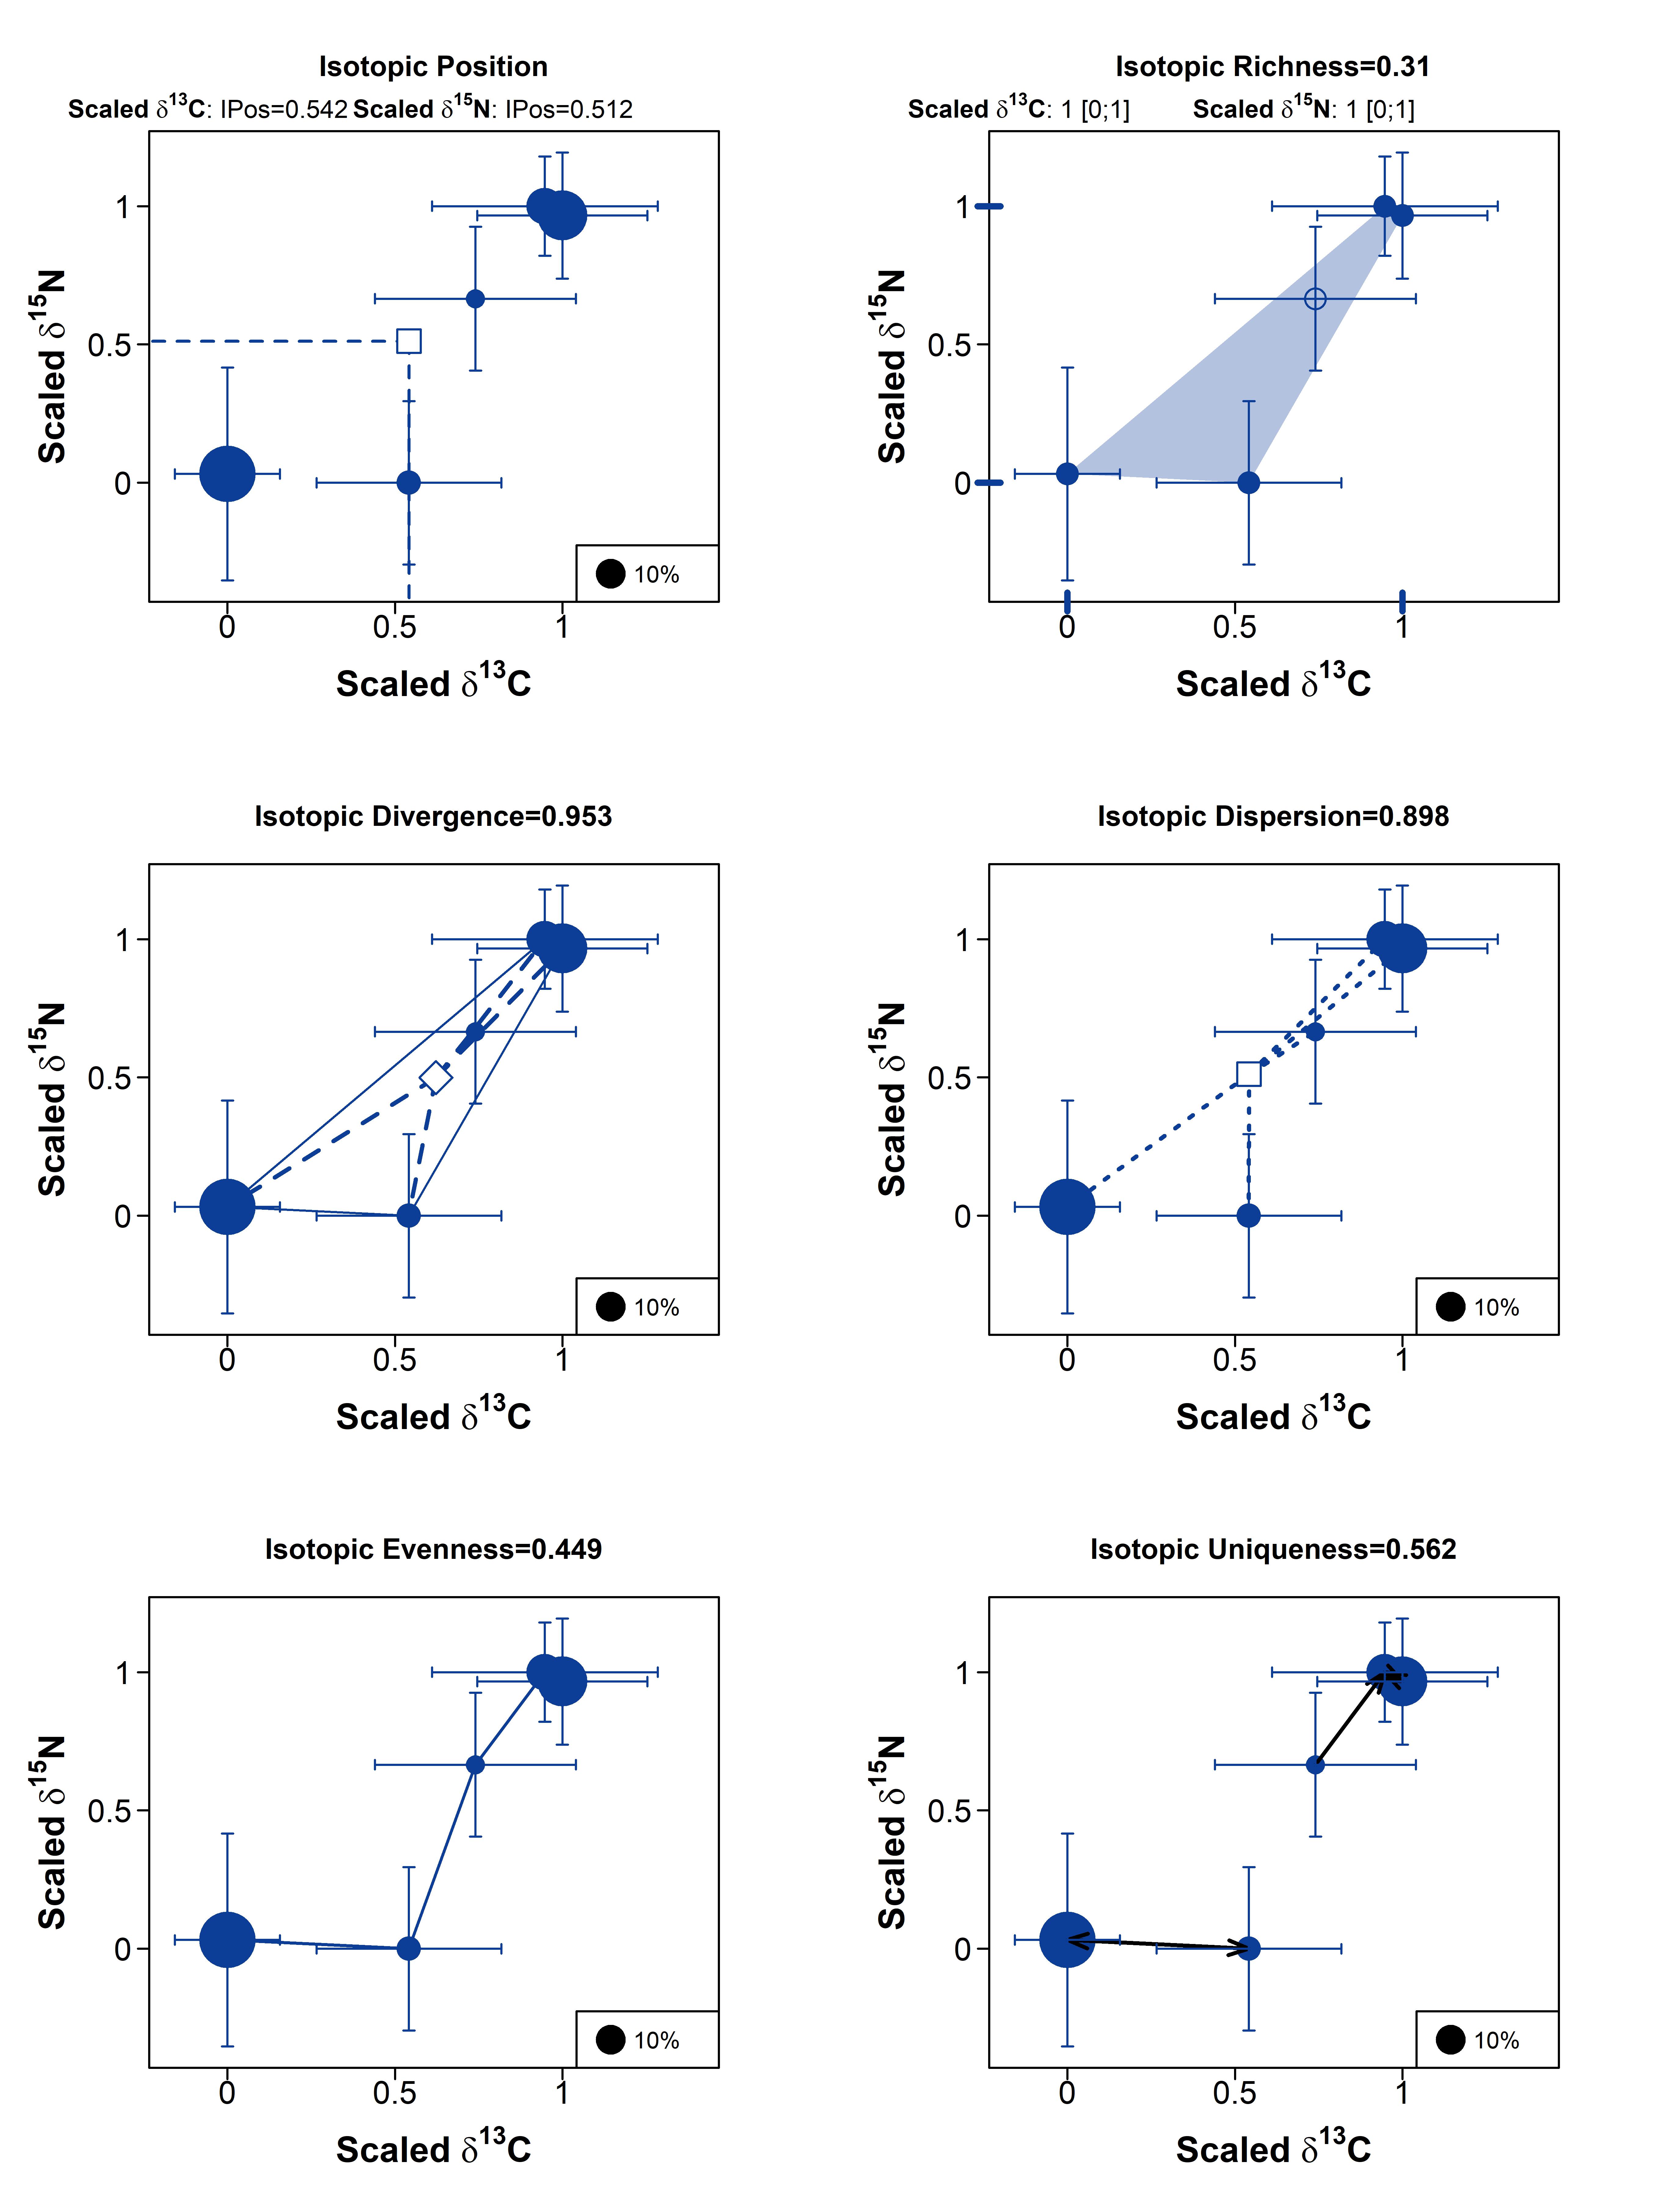 Isotopic Position
Scaled δ¹³C: IPos=0.542 Scaled δ¹⁵N: IPos=0.512
1
0.5
0
Scaled δ¹⁵N
10%
0 0.5 1
Scaled δ¹³C
Isotopic Richness=0.31
Scaled δ¹³C: 1 [0;1] Scaled δ¹⁵N: 1 [0;1]
1
0.5
0
Scaled δ¹⁵N
0 0.5 1
Scaled δ¹³C
Isotopic Divergence=0.953
1
0.5
0
Scaled δ¹⁵N
10%
0 0.5 1
Scaled δ¹³C
Isotopic Dispersion=0.898
1
0.5
0
Scaled δ¹⁵N
10%
0 0.5 1
Scaled δ¹³C
Isotopic Evenness=0.449
1
0.5
0
Scaled δ¹⁵N
10%
0 0.5 1
Scaled δ¹³C
Isotopic Uniqueness=0.562
1
0.5
0
Scaled δ¹⁵N
10%
0 0.5 1
Scaled δ¹³C